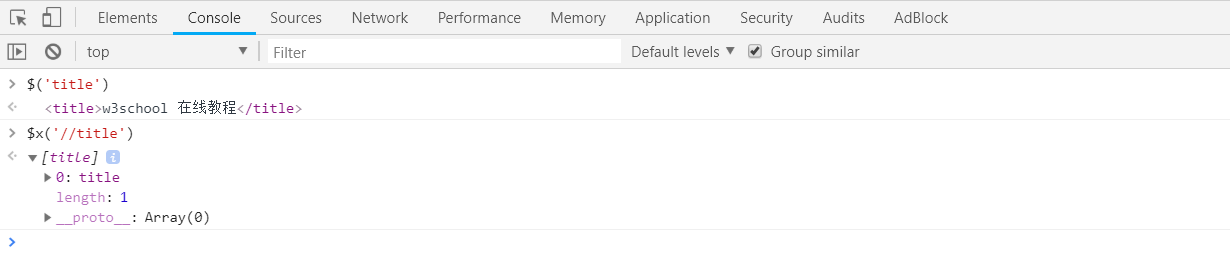 Elements Console Sources Network Performance Memory Application Security Audits AdBlock
top Filter Default levels Group similar
$('title')
<title>w3school 在线教程</title>
$x('//title')
[title] i
0: title
length: 1
__proto__: Array(0)